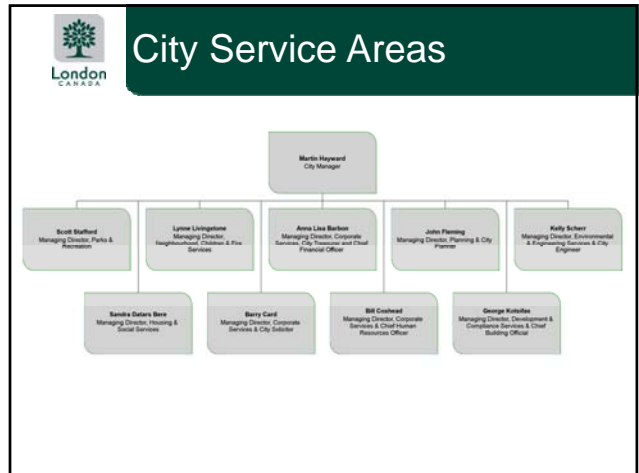 London
CANADA
City Service Areas
Martin Hayward
City Manager
Scott Stafford
Managing Director, Parks &
Recreation
Lynne Livingstone
Managing Director,
Neighbourhood, Children & Fire
Services
Anna Lisa Barbon
Managing Director, Corporate
Services, City Treasurer and Chief
Financial Officer
John Fleming
Managing Director, Planning & City
Planner
Kelly Scherr
Managing Director, Environmental
& Engineering Services & City
Engineer
Sandra Datars Bere
Managing Director, Housing &
Social Services
Barry Card
Managing Director, Corporate
Services & City Solicitor
Bill Coxhead
Managing Director, Corporate
Services & Chief Human
Resources Officer
George Kotsifas
Managing Director, Development &
Compliance Services & Chief
Building Official